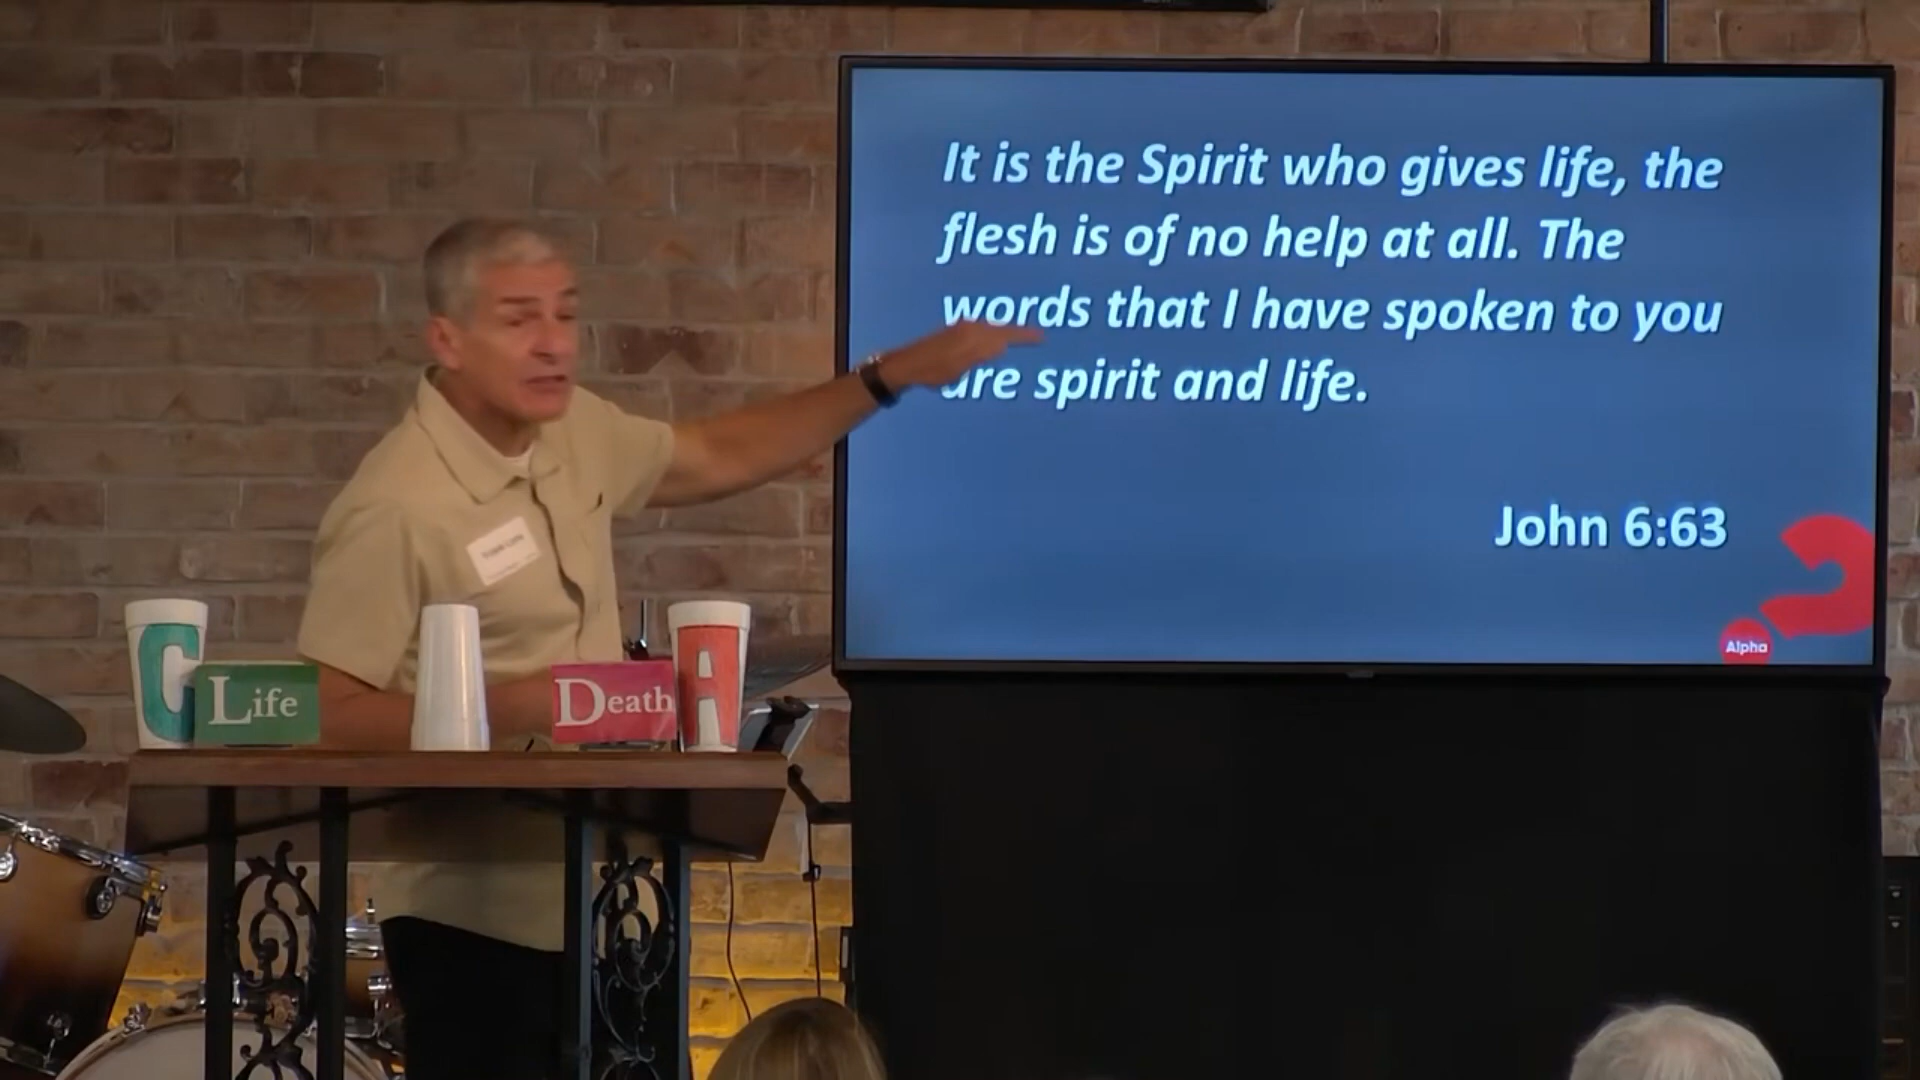 It is the Spirit who gives life, the
flesh is of no help at all. The
words that I have spoken to you
are spirit and life.
John 6:63
Alpha
C
Life
Death
A